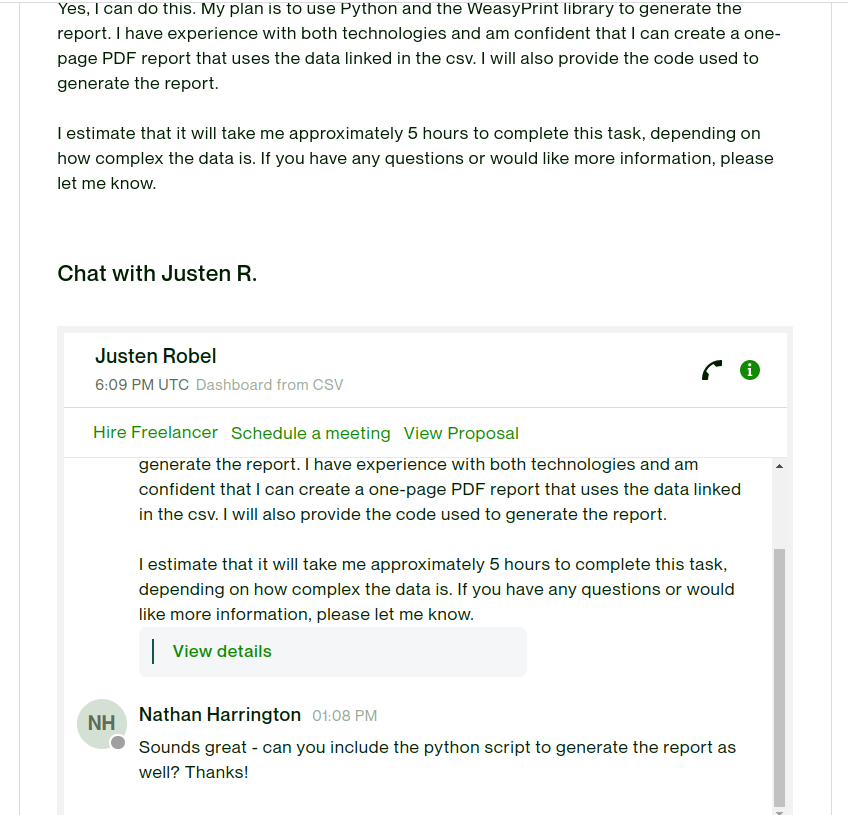 Yes, I can do this. My plan is to use Python and the WeasyPrint library to generate the
report. I have experience with both technologies and am confident that I can create a one-
page PDF report that uses the data linked in the csv. I will also provide the code used to
generate the report.
I estimate that it will take me approximately 5 hours to complete this task, depending on
how complex the data is. If you have any questions or would like more information, please
let me know.
Chat with Justen R.
Justen Robel
6:09 PM UTC Dashboard from CSV
Hire Freelancer Schedule a meeting View Proposal
generate the report. I have experience with both technologies and am
confident that I can create a one-page PDF report that uses the data linked
in the csv. I will also provide the code used to generate the report.
I estimate that it will take me approximately 5 hours to complete this task,
depending on how complex the data is. If you have any questions or would
like more information, please let me know.
View details
NH
Nathan Harrington 01:08 PM
Sounds great - can you include the python script to generate the report as
well? Thanks!